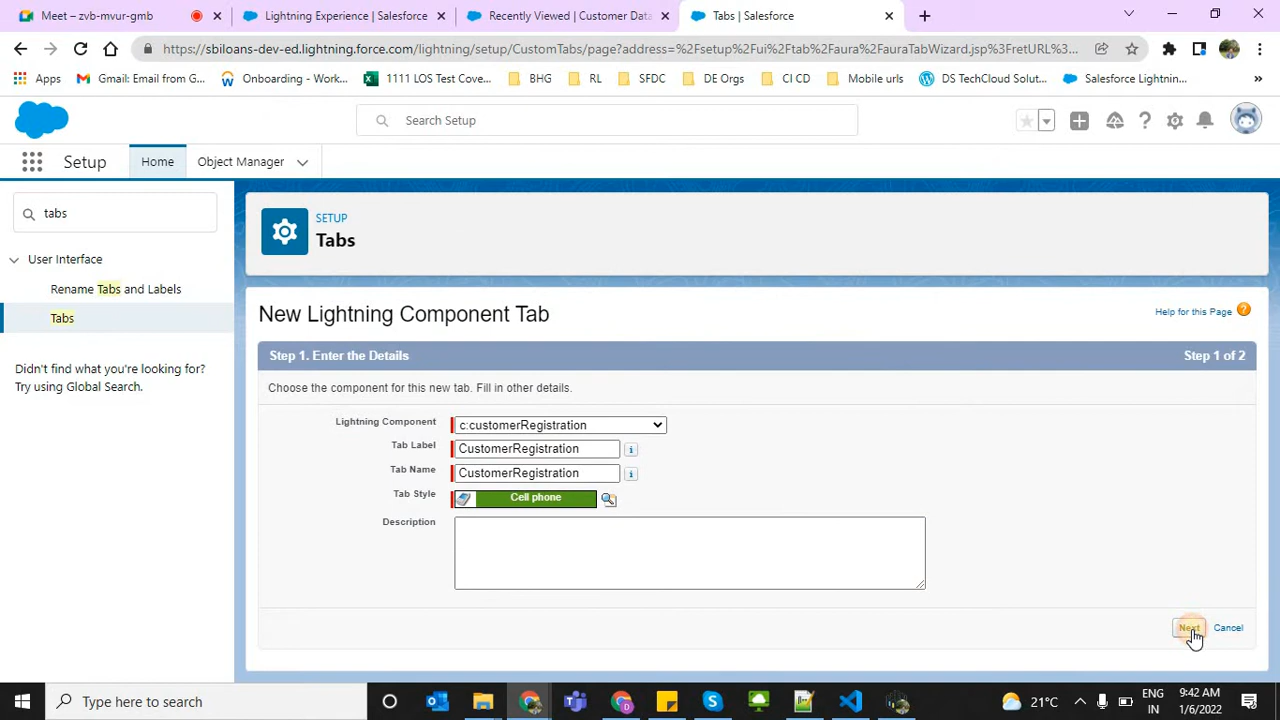 Meet – zvb-mvur-gmb
Lightning Experience | Salesforce
Recently Viewed | Customer Data
Tabs | Salesforce
https://sbiloans-dev-ed.lightning.force.com/lightning/setup/CustomTabs/page?address=%2Fsetup%2Fui%2Ftab%2Faura%2FauraTabWizard.jsp%3FretURL%...
Apps
Gmail: Email from G...
Onboarding - Work...
1111 LOS Test Cove...
BHG
RL
SFDC
DE Orgs
CI CD
Mobile urls
DS TechCloud Solut...
Salesforce Lightnin...
»
Search Setup
Setup
Home
Object Manager
tabs
SETUP
Tabs
User Interface
Rename Tabs and Labels
Tabs
Didn't find what you're looking for?
Try using Global Search.
New Lightning Component Tab
Help for this Page
Step 1. Enter the Details
Step 1 of 2
Choose the component for this new tab. Fill in other details.
Lightning Component
c:customerRegistration
Tab Label
CustomerRegistration
Tab Name
CustomerRegistration
Tab Style
Cell phone
Description
Next
Cancel
Type here to search
21°C
ENG
IN
9:42 AM
1/6/2022